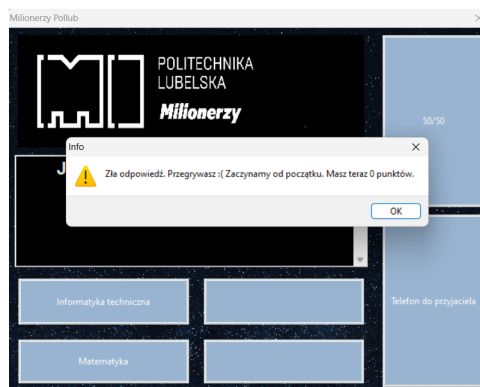 Milionerzy Pollub
POLITECHNIKA
LUBELSKA
Milionerzy
50/50
Info
Zła odpowiedź. Przegrywasz :( Zaczynamy od początku. Masz teraz 0 punktów.
OK
J
Informatyka techniczna
Telefon do przyjaciela
Matematyka